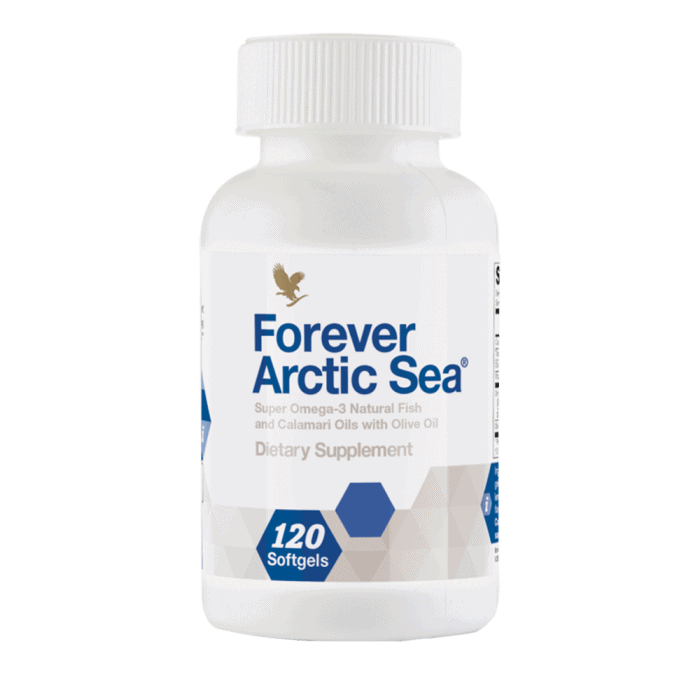 Forever
Arctic Sea®
Super Omega-3 Natural Fish
and Calamari Oils with Olive Oil
Dietary Supplement
120
Softgels
i